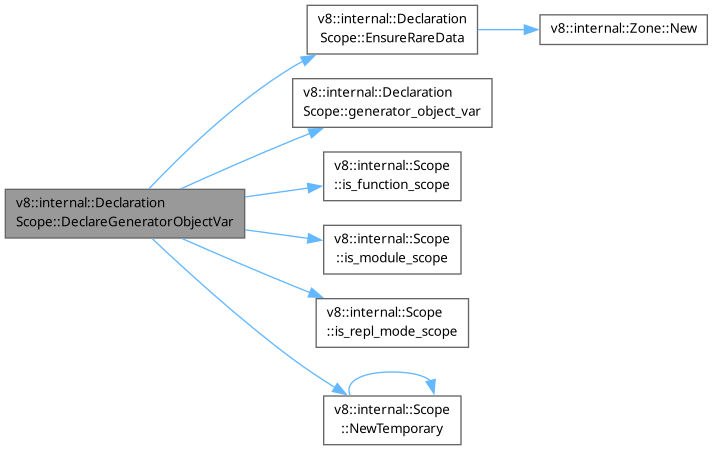 v8::internal::Declaration
Scope::EnsureRareData
v8::internal::Zone::New
v8::internal::Declaration
Scope::generator_object_var
v8::internal::Scope
::is_function_scope
v8::internal::Declaration
Scope::DeclareGeneratorObjectVar
v8::internal::Scope
::is_module_scope
v8::internal::Scope
::is_repl_mode_scope
v8::internal::Scope
::NewTemporary